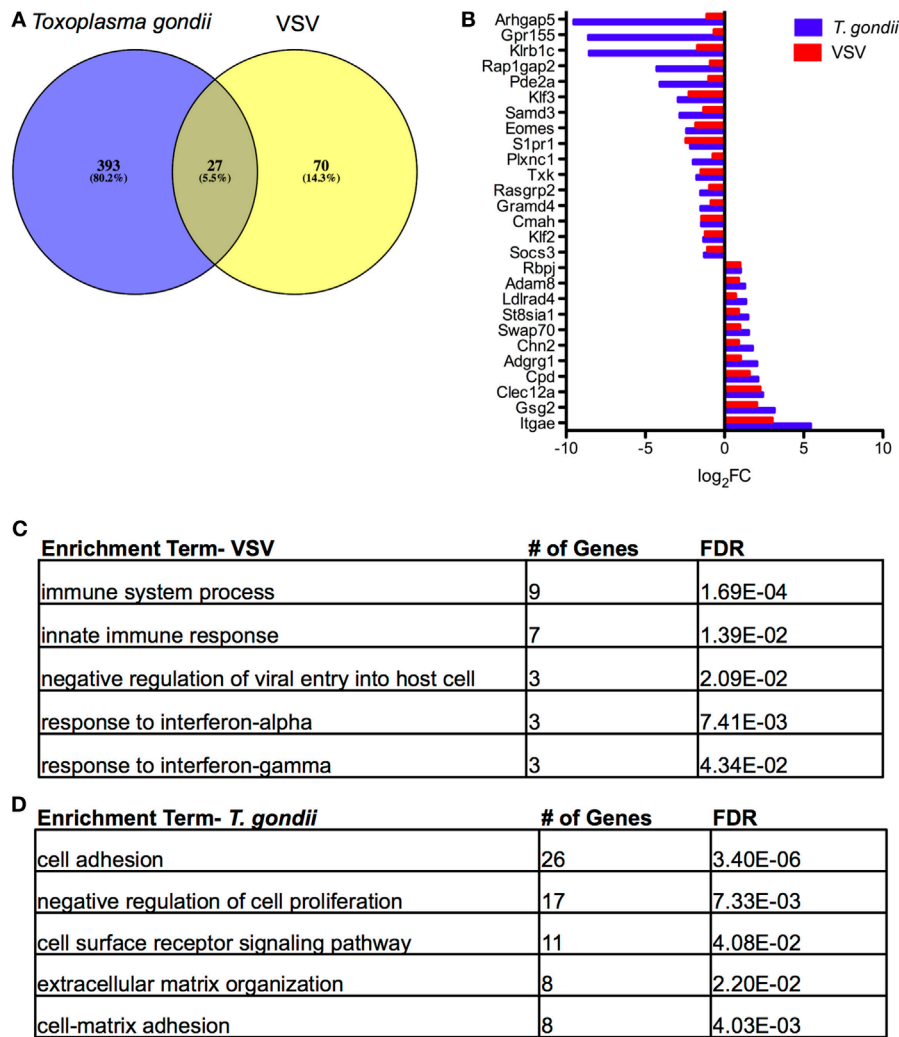 A
Toxoplasma gondii
VSV
393
(80.2%)
27
(5.5%)
70
(14.3%)
B
Arhgap5
Gpr155
Klrb1c
Rap1gap2
Pde2a
Klf3
Samd3
Eomes
S1pr1
Plxnc1
Txk
Rasgrp2
Gramd4
Cmah
Klf2
Socs3
Rbpj
Adam8
Ldlrad4
St8sia1
Swap70
Chn2
Adgrg1
Cpd
Clec12a
Gsg2
Itgae
-10 -5 0 5 10
log2FC
T. gondii
VSV
C
Enrichment Term- VSV # of Genes FDR
immune system process 9 1.69E-04
innate immune response 7 1.39E-02
negative regulation of viral entry into host cell 3 2.09E-02
response to interferon-alpha 3 7.41E-03
response to interferon-gamma 3 4.34E-02
D
Enrichment Term- T. gondii # of Genes FDR
cell adhesion 26 3.40E-06
negative regulation of cell proliferation 17 7.33E-03
cell surface receptor signaling pathway 11 4.08E-02
extracellular matrix organization 8 2.20E-02
cell-matrix adhesion 8 4.03E-03